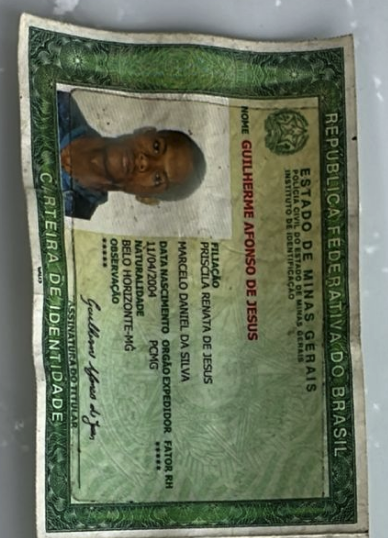 REPÚBLICA FEDERATIVA DO BRASIL
ESTADO DE MINAS GERAIS
POLÍCIA CIVIL DO ESTADO DE MINAS GERAIS
INSTITUTO DE IDENTIFICAÇÃO
NOME GUILHERME AFONSO DE JESUS
FILIAÇÃO
PRISCILA RENATA DE JESUS
MARCELO DANIEL DA SILVA
DATA NASCIMENTO ORGÃO EXPEDIDOR FATOR RH
11/04/2004 PCMG *****
NATURALIDADE
BELO HORIZONTE-MG
OBSERVAÇÃO
*****
Guilherme Afonso de Jesus
ASSINATURA DO TITULAR
CARTEIRA DE IDENTIDADE